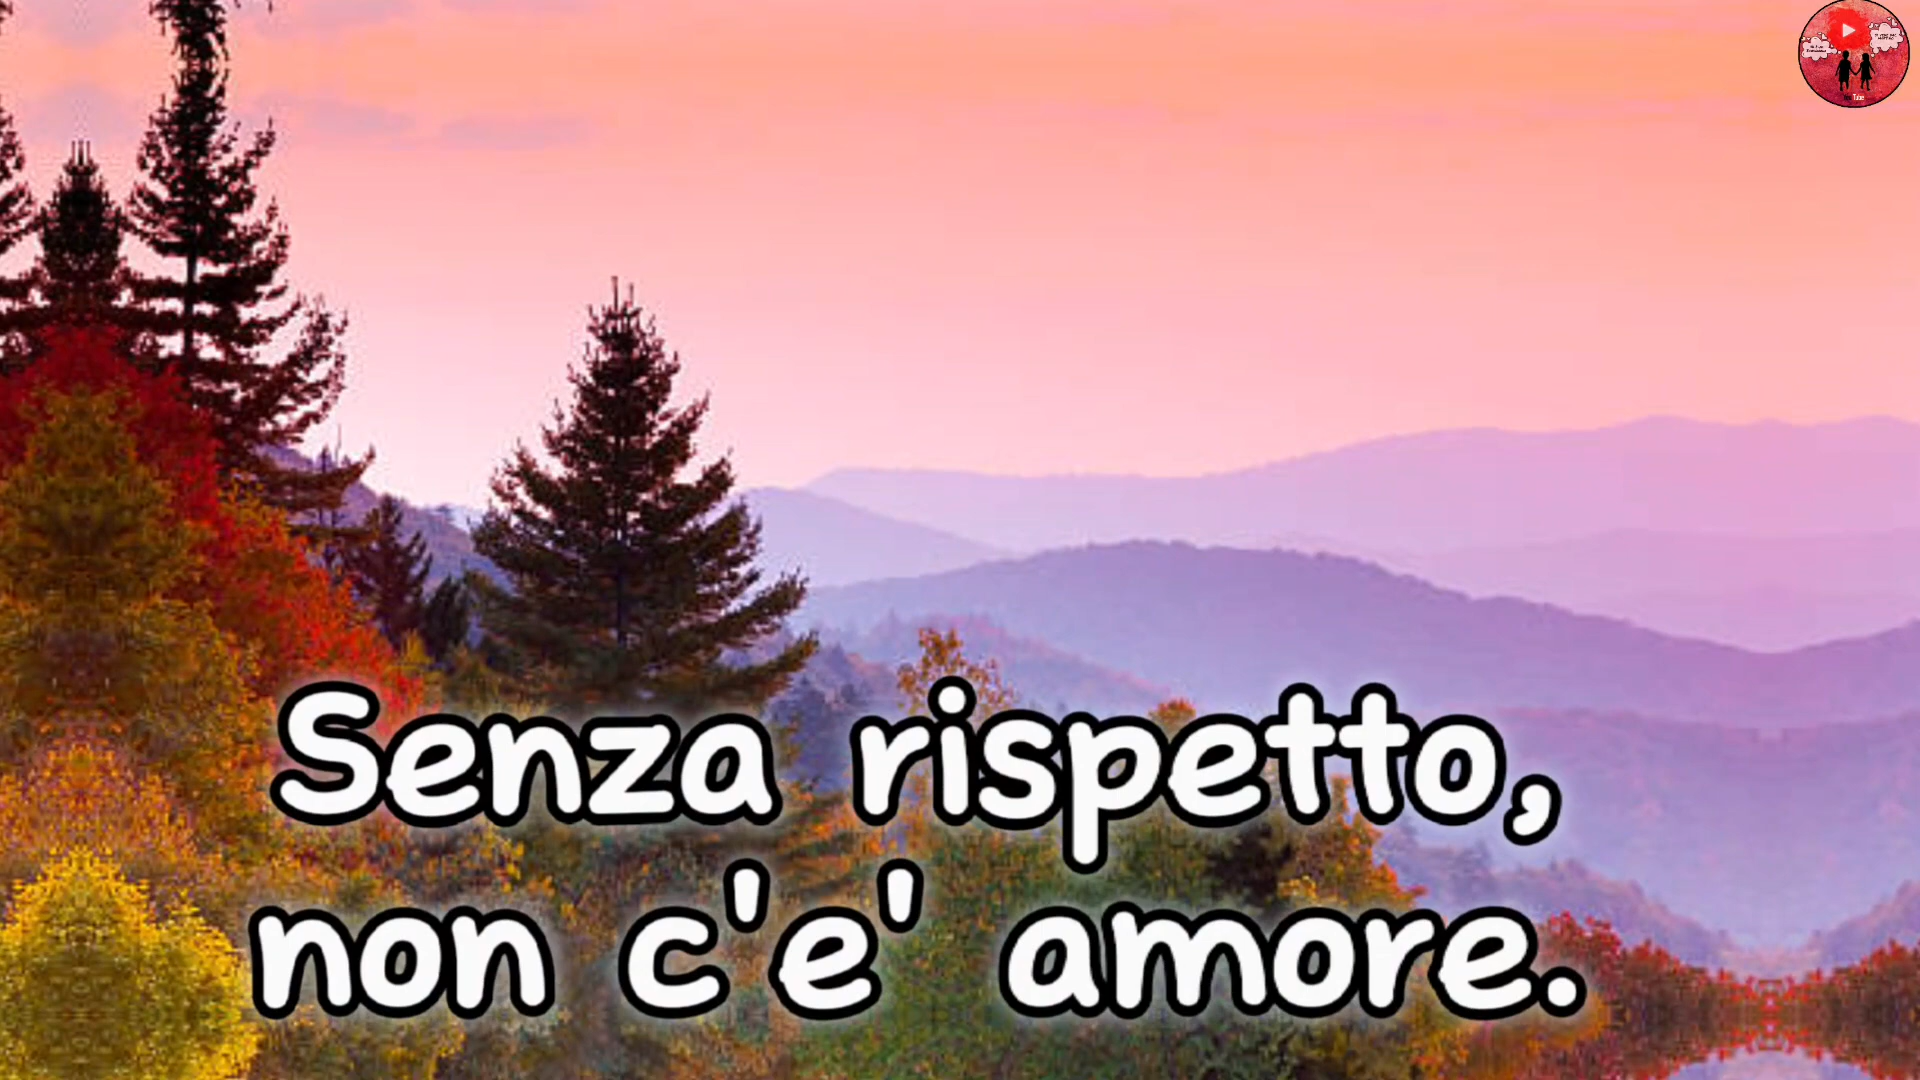 Senza rispetto,
non c'e' amore.